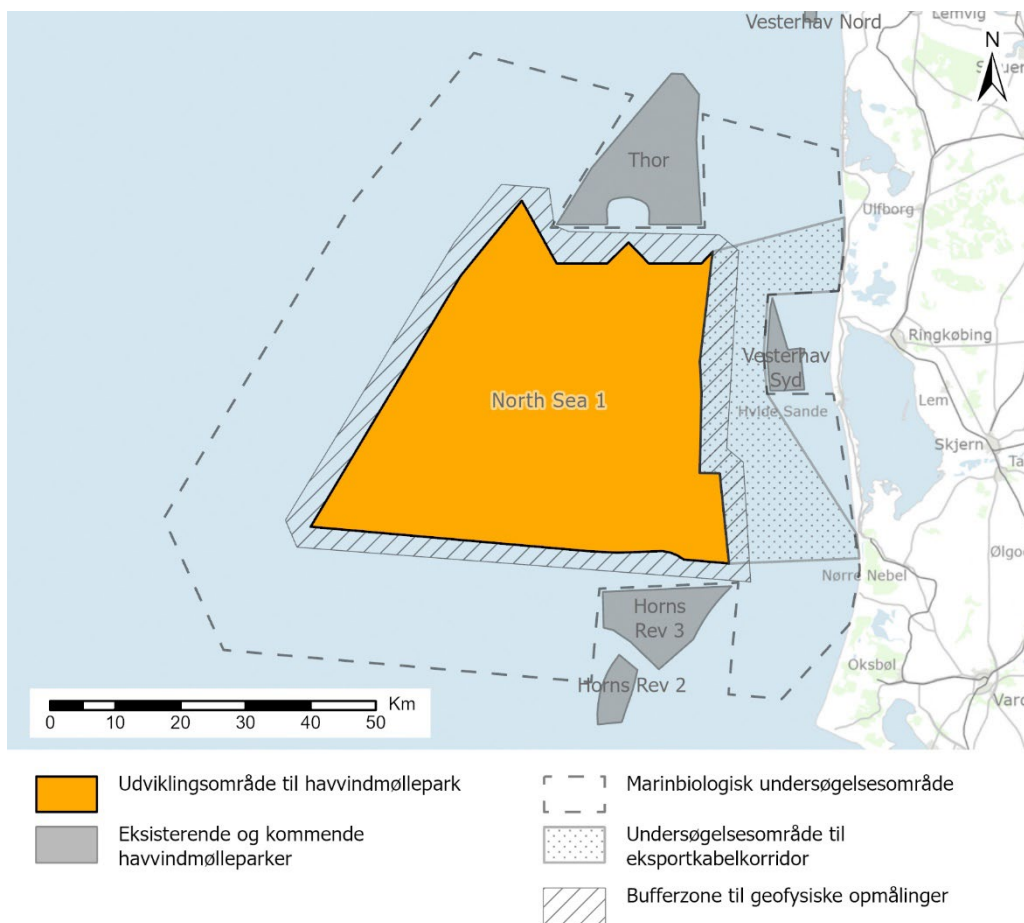 Vesterhav Nord
Lemvig
N
Thor
Ulfborg
Ringkøbing
Vesterhav
Syd
North Sea 1
Lem
Hvide Sande
Skjern
Ølgod
Nørre Nebel
Horns
Rev 3
Oksbøl
Horns Rev 2
Km
0 10 20 30 40 50
Udviklingsområde til havvindmøllepark
Eksisterende og kommende
havvindmølleparker
Marinbiologisk undersøgelsesområde
Undersøgelsesområde til
eksportkabelkorridor
Bufferzone til geofysiske opmålinger